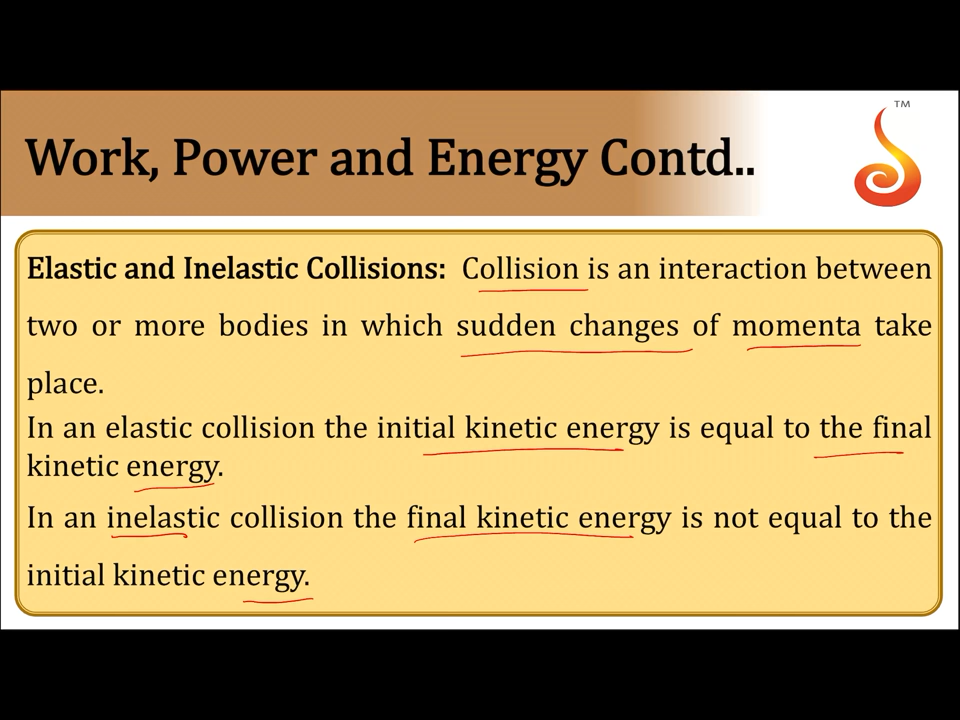 TM
Work, Power and Energy Contd..
Elastic and Inelastic Collisions: Collision is an interaction between
two or more bodies in which sudden changes of momenta take
place.
In an elastic collision the initial kinetic energy is equal to the final
kinetic energy.
In an inelastic collision the final kinetic energy is not equal to the
initial kinetic energy.